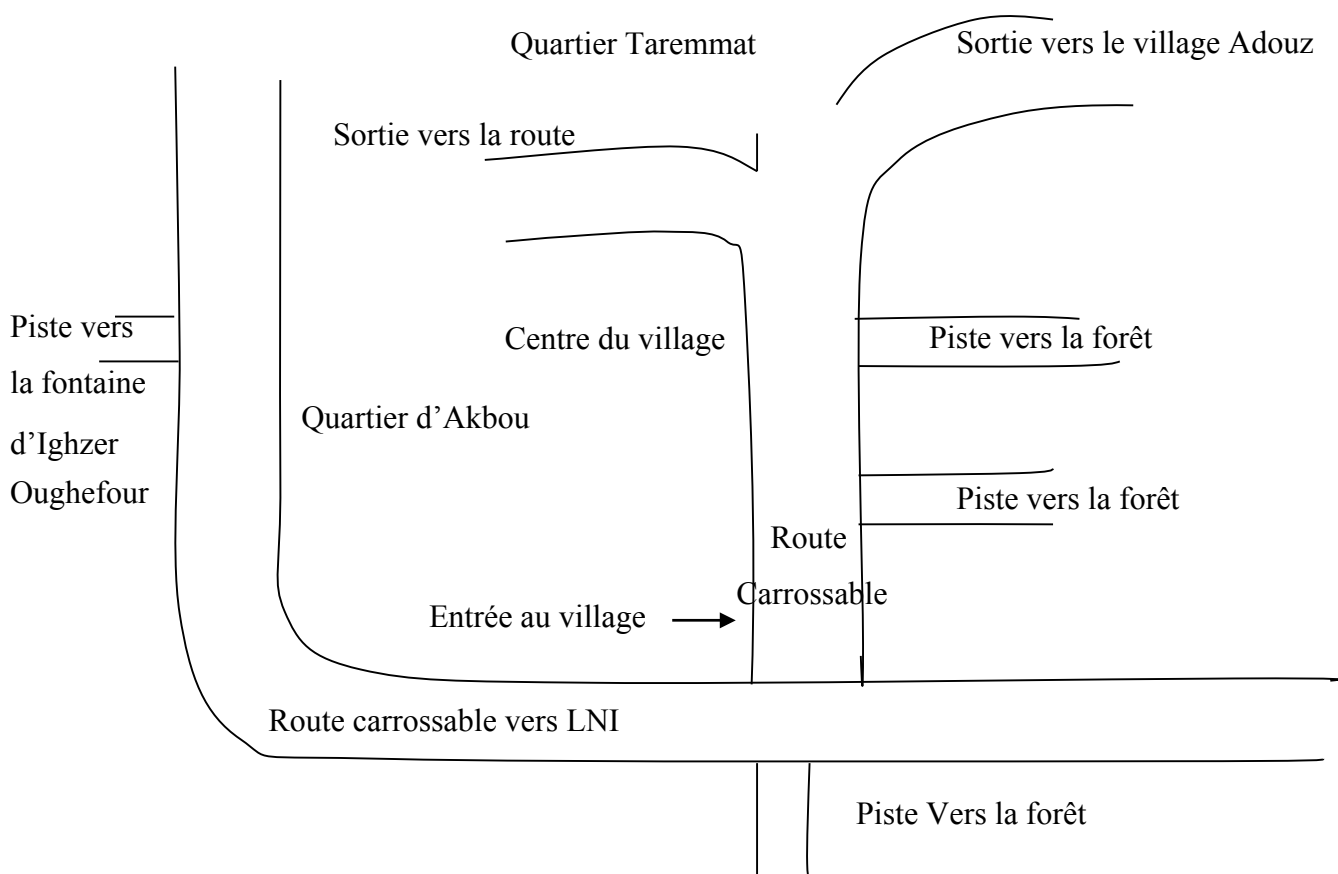 Quartier Taremmat
Sortie vers le village Adouz
Sortie vers la route
Piste vers
la fontaine
d’Ighzer
Oughefour
Centre du village
Piste vers la forêt
Quartier d’Akbou
Piste vers la forêt
Route
Carrossable
Entrée au village
Route carrossable vers LNI
Piste Vers la forêt